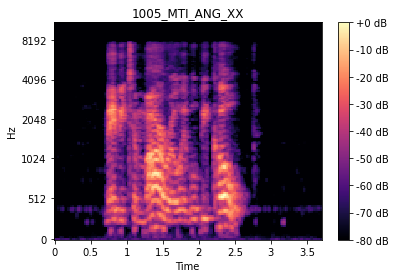 1005_MTI_ANG_XX
+0 dB
8192
-10 dB
4096
-20 dB
-30 dB
2048
Hz
-40 dB
1024
-50 dB
512
-60 dB
-70 dB
0
-80 dB
0 0.5 1 1.5 2 2.5 3 3.5
Time